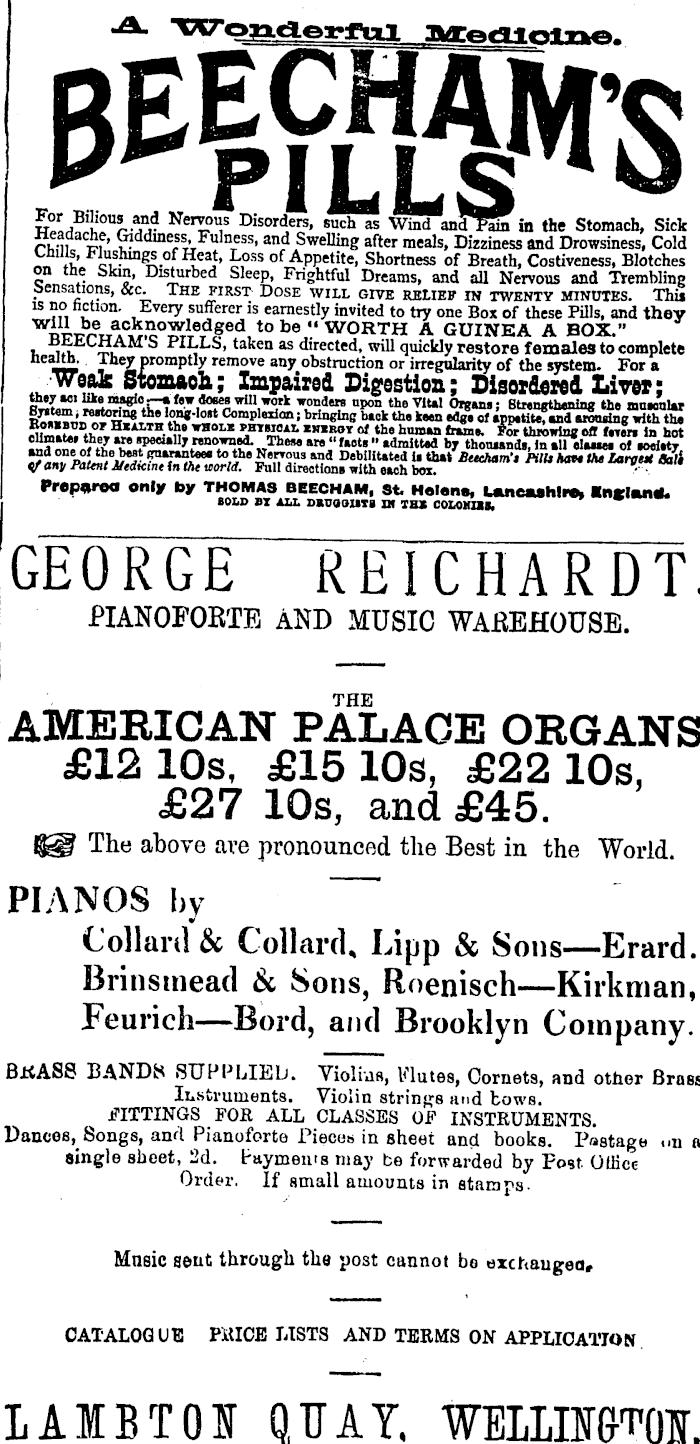 A Wonderful Medicine.
BEECHAM'S
PILLS
For Bilious and Nervous Disorders, such as Wind and Pain in the Stomach, Sick
Headache, Giddiness, Fulness, and Swelling after meals, Dizziness and Drowsiness, Cold
Chills, Flushings of Heat, Loss of Appetite, Shortness of Breath, Costiveness, Blotches
on the Skin, Disturbed Sleep, Frightful Dreams, and all Nervous and Trembling
Sensations, &c. THE FIRST DOSE WILL GIVE RELIEF IN TWENTY MINUTES. This
is no fiction. Every sufferer is earnestly invited to try one Box of these Pills, and they
will be acknowledged to be "WORTH A GUINEA A BOX."
BEECHAM'S PILLS, taken as directed, will quickly restore females to complete
health. They promptly remove any obstruction or irregularity of the system. For a
Weak Stomach; Impaired Digestion; Disordered Liver;
they act like magic:—a few doses will work wonders upon the Vital Organs; Strengthening the muscular
System; restoring the long-lost Complexion; bringing back the keen edge of appetite, and arousing with the
ROSEBUD OF HEALTH the WHOLE PHYSICAL ENERGY of the human frame. For throwing off fevers in hot
climates they are specially renowned. These are "facts" admitted by thousands, in all classes of society,
and one of the best guarantees to the Nervous and Debilitated is that Beecham's Pills have the Largest Sale
of any Patent Medicine in the world. Full directions with each box.
Prepared only by THOMAS BEECHAM, St. Helens, Lancashire, England.
SOLD BY ALL DRUGGISTS IN THE COLONIES.
GEORGE REICHARDT.
PIANOFORTE AND MUSIC WAREHOUSE.
THE
AMERICAN PALACE ORGANS
£12 10s, £15 10s, £22 10s,
£27 10s, and £45.
The above are pronounced the Best in the World.
PIANOS by
Collard & Collard, Lipp & Sons—Erard.
Brinsmead & Sons, Roenisch—Kirkman,
Feurich—Bord, and Brooklyn Company.
BRASS BANDS SUPPLIED. Violins, Flutes, Cornets, and other Brass
Instruments. Violin strings and bows.
FITTINGS FOR ALL CLASSES OF INSTRUMENTS.
Dances, Songs, and Pianoforte Pieces in sheet and books. Postage on a
single sheet, 2d. Payments may be forwarded by Post Office
Order. If small amounts in stamps.
Music sent through the post cannot be exchanged.
CATALOGUE PRICE LISTS AND TERMS ON APPLICATION
LAMBTON QUAY, WELLINGTON.